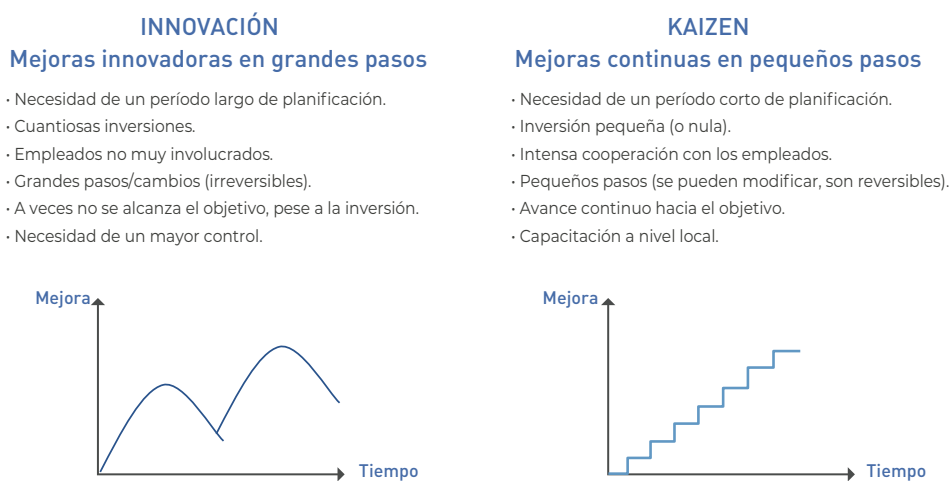 INNOVACIÓN
Mejoras innovadoras en grandes pasos
· Necesidad de un período largo de planificación.
· Cuantiosas inversiones.
· Empleados no muy involucrados.
· Grandes pasos/cambios (irreversibles).
· A veces no se alcanza el objetivo, pese a la inversión.
· Necesidad de un mayor control.
Mejora
Tiempo
KAIZEN
Mejoras continuas en pequeños pasos
· Necesidad de un período corto de planificación.
· Inversión pequeña (o nula).
· Intensa cooperación con los empleados.
· Pequeños pasos (se pueden modificar, son reversibles).
· Avance continuo hacia el objetivo.
· Capacitación a nivel local.
Mejora
Tiempo